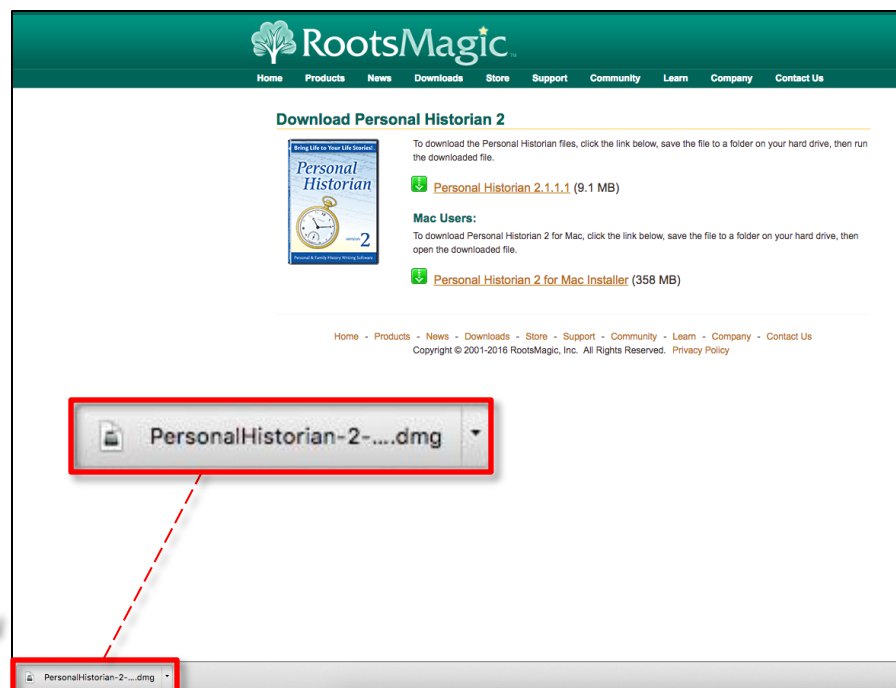 RootsMagic™
Home Products News Downloads Store Support Community Learn Company Contact Us
Download Personal Historian 2
Bring Life to Your Life Stories!
Personal
Historian
version 2
Personal & Family History Writing Software
To download the Personal Historian files, click the link below, save the file to a folder on your hard drive, then run
the downloaded file.
Personal Historian 2.1.1.1 (9.1 MB)
Mac Users:
To download Personal Historian 2 for Mac, click the link below, save the file to a folder on your hard drive, then
open the downloaded file.
Personal Historian 2 for Mac Installer (358 MB)
Home - Products - News - Downloads - Store - Support - Community - Learn - Company - Contact Us
Copyright © 2001-2016 RootsMagic, Inc. All Rights Reserved. Privacy Policy
PersonalHistorian-2-....dmg
PersonalHistorian-2-....dmg